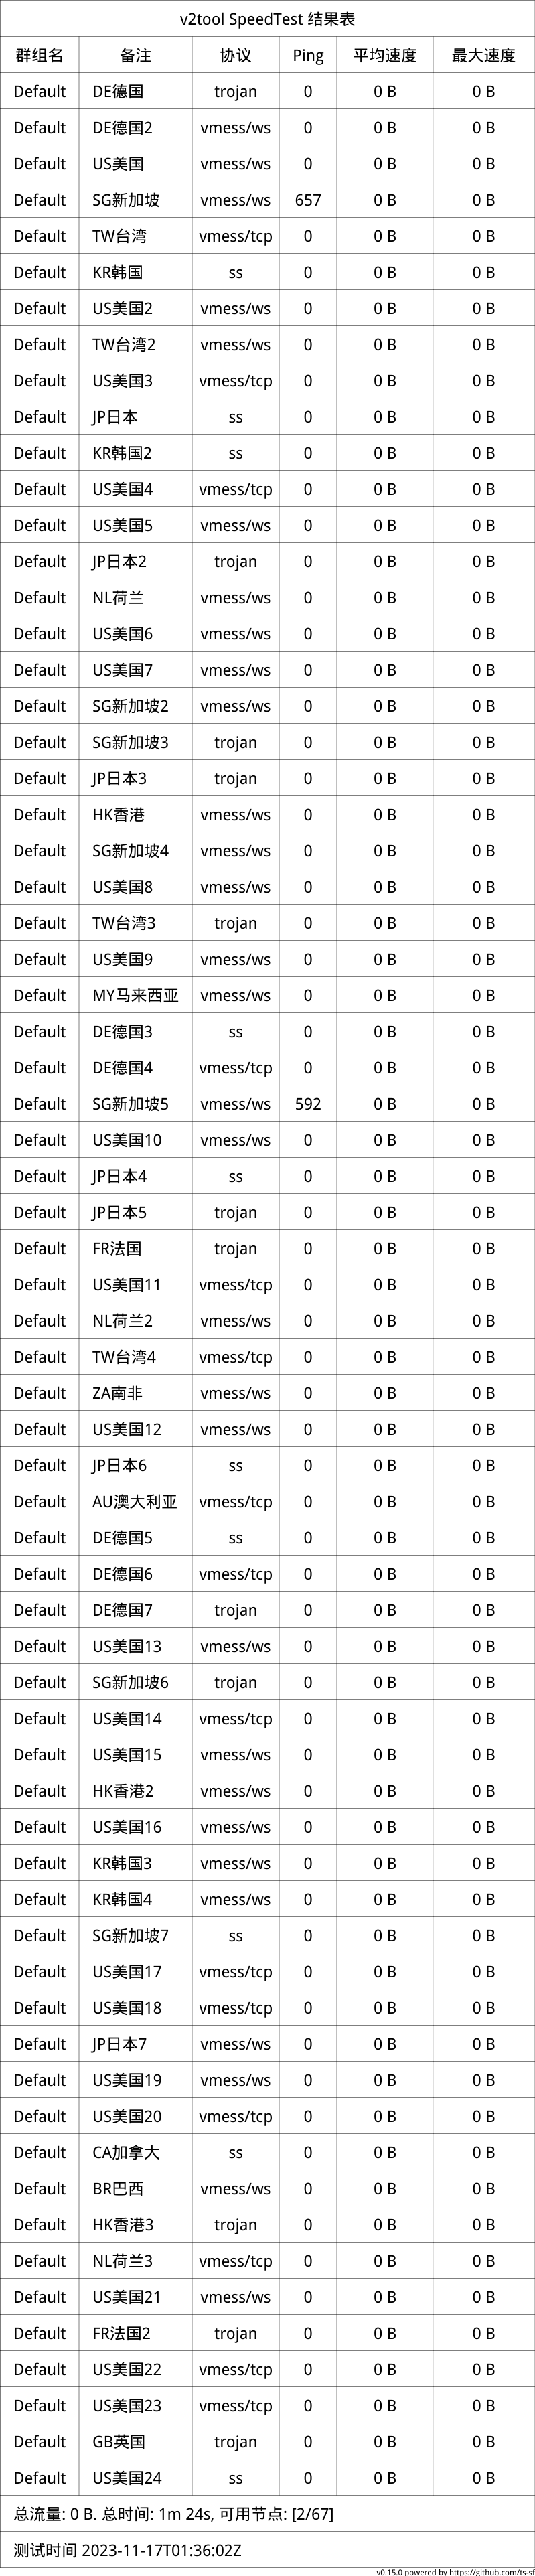 v2tool SpeedTest 结果表
群组名 备注 协议 Ping 平均速度 最大速度
Default DE德国 trojan 0 0 B 0 B
Default DE德国2 vmess/ws 0 0 B 0 B
Default US美国 vmess/ws 0 0 B 0 B
Default SG新加坡 vmess/ws 657 0 B 0 B
Default TW台湾 vmess/tcp 0 0 B 0 B
Default KR韩国 ss 0 0 B 0 B
Default US美国2 vmess/ws 0 0 B 0 B
Default TW台湾2 vmess/ws 0 0 B 0 B
Default US美国3 vmess/tcp 0 0 B 0 B
Default JP日本 ss 0 0 B 0 B
Default KR韩国2 ss 0 0 B 0 B
Default US美国4 vmess/tcp 0 0 B 0 B
Default US美国5 vmess/ws 0 0 B 0 B
Default JP日本2 trojan 0 0 B 0 B
Default NL荷兰 vmess/ws 0 0 B 0 B
Default US美国6 vmess/ws 0 0 B 0 B
Default US美国7 vmess/ws 0 0 B 0 B
Default SG新加坡2 vmess/ws 0 0 B 0 B
Default SG新加坡3 trojan 0 0 B 0 B
Default JP日本3 trojan 0 0 B 0 B
Default HK香港 vmess/ws 0 0 B 0 B
Default SG新加坡4 vmess/ws 0 0 B 0 B
Default US美国8 vmess/ws 0 0 B 0 B
Default TW台湾3 trojan 0 0 B 0 B
Default US美国9 vmess/ws 0 0 B 0 B
Default MY马来西亚 vmess/ws 0 0 B 0 B
Default DE德国3 ss 0 0 B 0 B
Default DE德国4 vmess/tcp 0 0 B 0 B
Default SG新加坡5 vmess/ws 592 0 B 0 B
Default US美国10 vmess/ws 0 0 B 0 B
Default JP日本4 ss 0 0 B 0 B
Default JP日本5 trojan 0 0 B 0 B
Default FR法国 trojan 0 0 B 0 B
Default US美国11 vmess/tcp 0 0 B 0 B
Default NL荷兰2 vmess/ws 0 0 B 0 B
Default TW台湾4 vmess/tcp 0 0 B 0 B
Default ZA南非 vmess/ws 0 0 B 0 B
Default US美国12 vmess/ws 0 0 B 0 B
Default JP日本6 ss 0 0 B 0 B
Default AU澳大利亚 vmess/tcp 0 0 B 0 B
Default DE德国5 ss 0 0 B 0 B
Default DE德国6 vmess/tcp 0 0 B 0 B
Default DE德国7 trojan 0 0 B 0 B
Default US美国13 vmess/ws 0 0 B 0 B
Default SG新加坡6 trojan 0 0 B 0 B
Default US美国14 vmess/tcp 0 0 B 0 B
Default US美国15 vmess/ws 0 0 B 0 B
Default HK香港2 vmess/ws 0 0 B 0 B
Default US美国16 vmess/ws 0 0 B 0 B
Default KR韩国3 vmess/ws 0 0 B 0 B
Default KR韩国4 vmess/ws 0 0 B 0 B
Default SG新加坡7 ss 0 0 B 0 B
Default US美国17 vmess/tcp 0 0 B 0 B
Default US美国18 vmess/tcp 0 0 B 0 B
Default JP日本7 vmess/ws 0 0 B 0 B
Default US美国19 vmess/ws 0 0 B 0 B
Default US美国20 vmess/tcp 0 0 B 0 B
Default CA加拿大 ss 0 0 B 0 B
Default BR巴西 vmess/ws 0 0 B 0 B
Default HK香港3 trojan 0 0 B 0 B
Default NL荷兰3 vmess/tcp 0 0 B 0 B
Default US美国21 vmess/ws 0 0 B 0 B
Default FR法国2 trojan 0 0 B 0 B
Default US美国22 vmess/tcp 0 0 B 0 B
Default US美国23 vmess/tcp 0 0 B 0 B
Default GB英国 trojan 0 0 B 0 B
Default US美国24 ss 0 0 B 0 B
总流量: 0 B. 总时间: 1m 24s, 可用节点: [2/67]
测试时间 2023-11-17T01:36:02Z
v0.15.0 powered by https://github.com/ts-sf